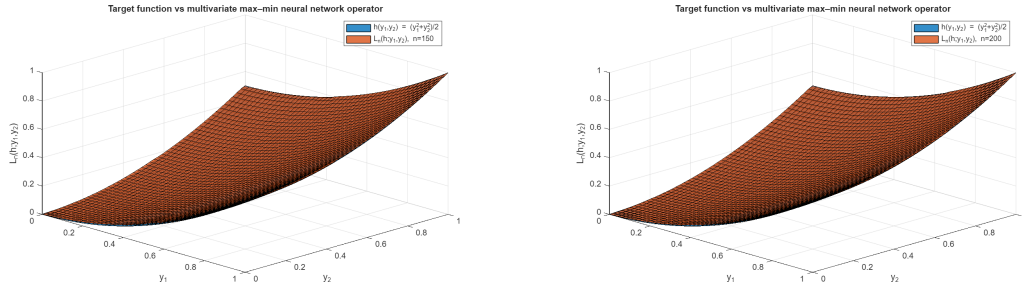 Target function vs multivariate max–min neural network operator
h(y₁,y₂) = (y₁²+y₂²)/2
Lₙ(h;y₁,y₂), n=150
1
0.8
0.6
0.4
0.2
0
Lₙ(h;y₁,y₂)
0
0.2
0.4
0.6
0.8
1
y₁
0
0.2
0.4
0.6
0.8
1
y₂
Target function vs multivariate max–min neural network operator
h(y₁,y₂) = (y₁²+y₂²)/2
Lₙ(h;y₁,y₂), n=200
1
0.8
0.6
0.4
0.2
0
Lₙ(h;y₁,y₂)
0
0.2
0.4
0.6
0.8
1
y₁
0
0.2
0.4
0.6
0.8
y₂